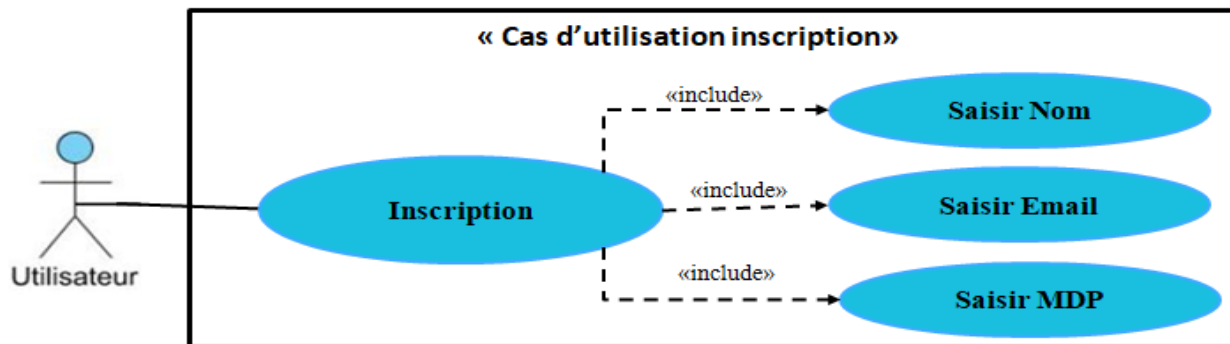 « Cas d’utilisation inscription»
«include»
Saisir Nom
Inscription
«include»
Saisir Email
Utilisateur
«include»
Saisir MDP